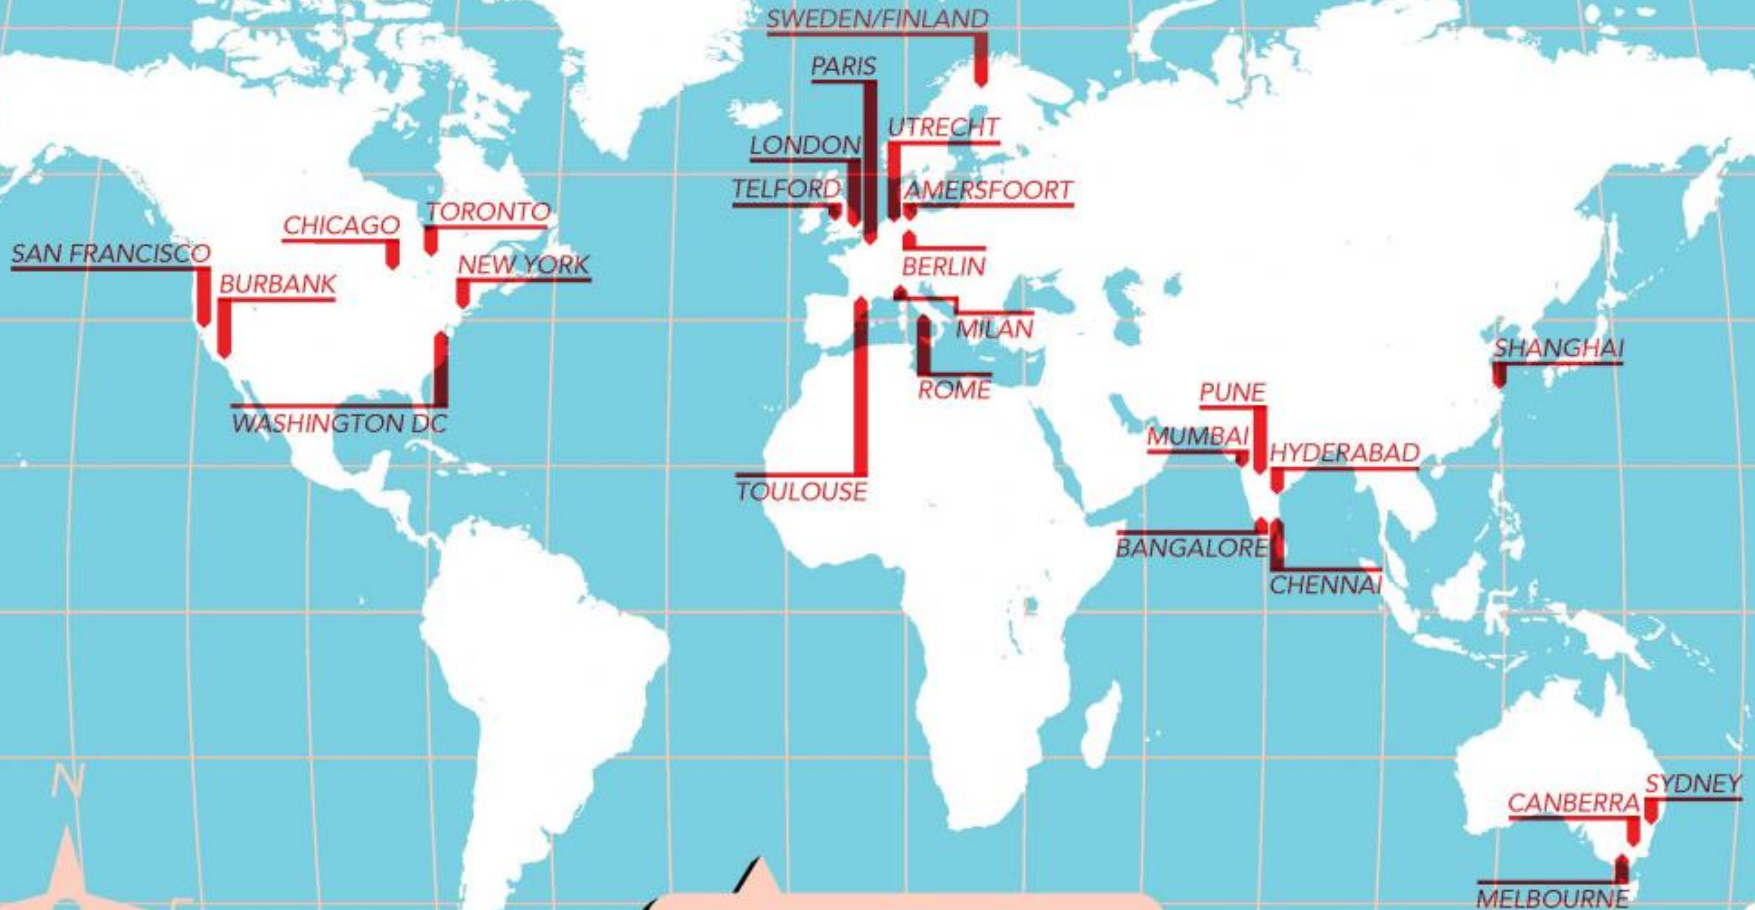 SWEDEN/FINLAND
PARIS
UTRECHT
LONDON
TELFORD
AMERSFOORT
CHICAGO
TORONTO
SAN FRANCISCO
NEW YORK
BERLIN
BURBANK
MILAN
SHANGHAI
ROME
PUNE
WASHINGTON DC
MUMBAI
HYDERABAD
TOULOUSE
BANGALORE
CHENNAI
N
SYDNEY
CANBERRA
MELBOURNE